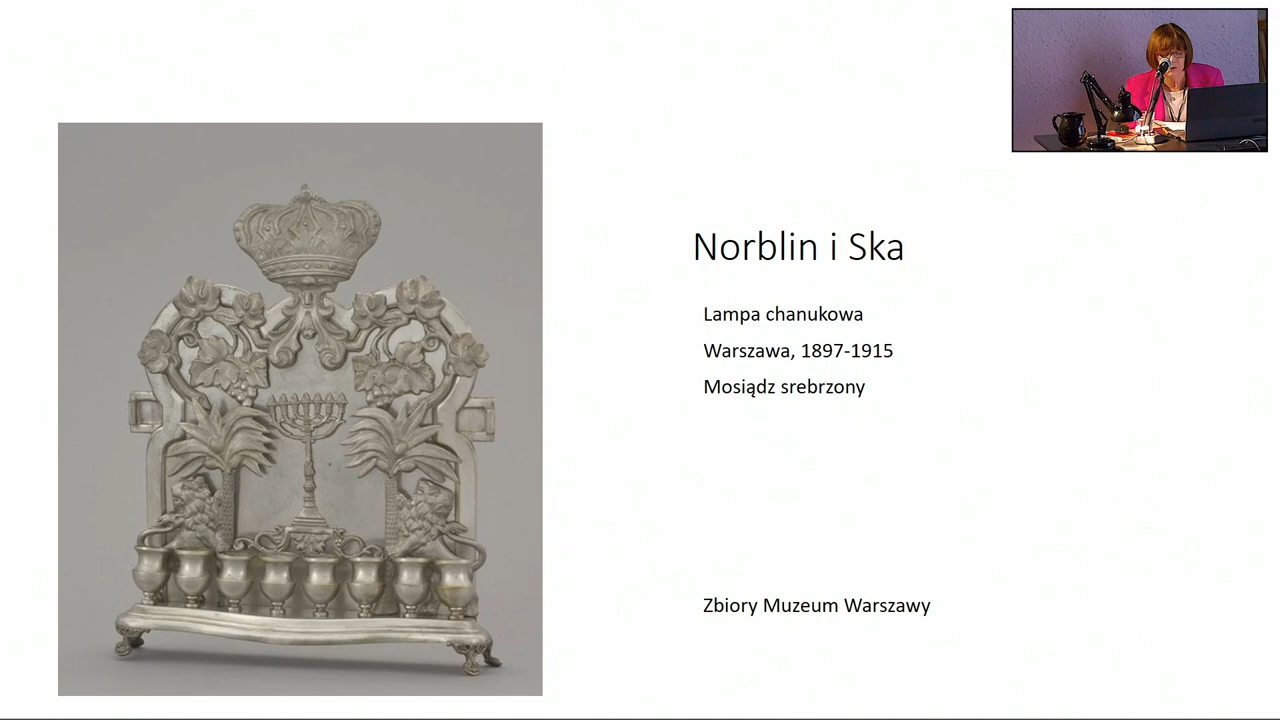 Norblin i Ska
Lampa chanukowa
Warszawa, 1897-1915
Mosiądz srebrzony
Zbiory Muzeum Warszawy